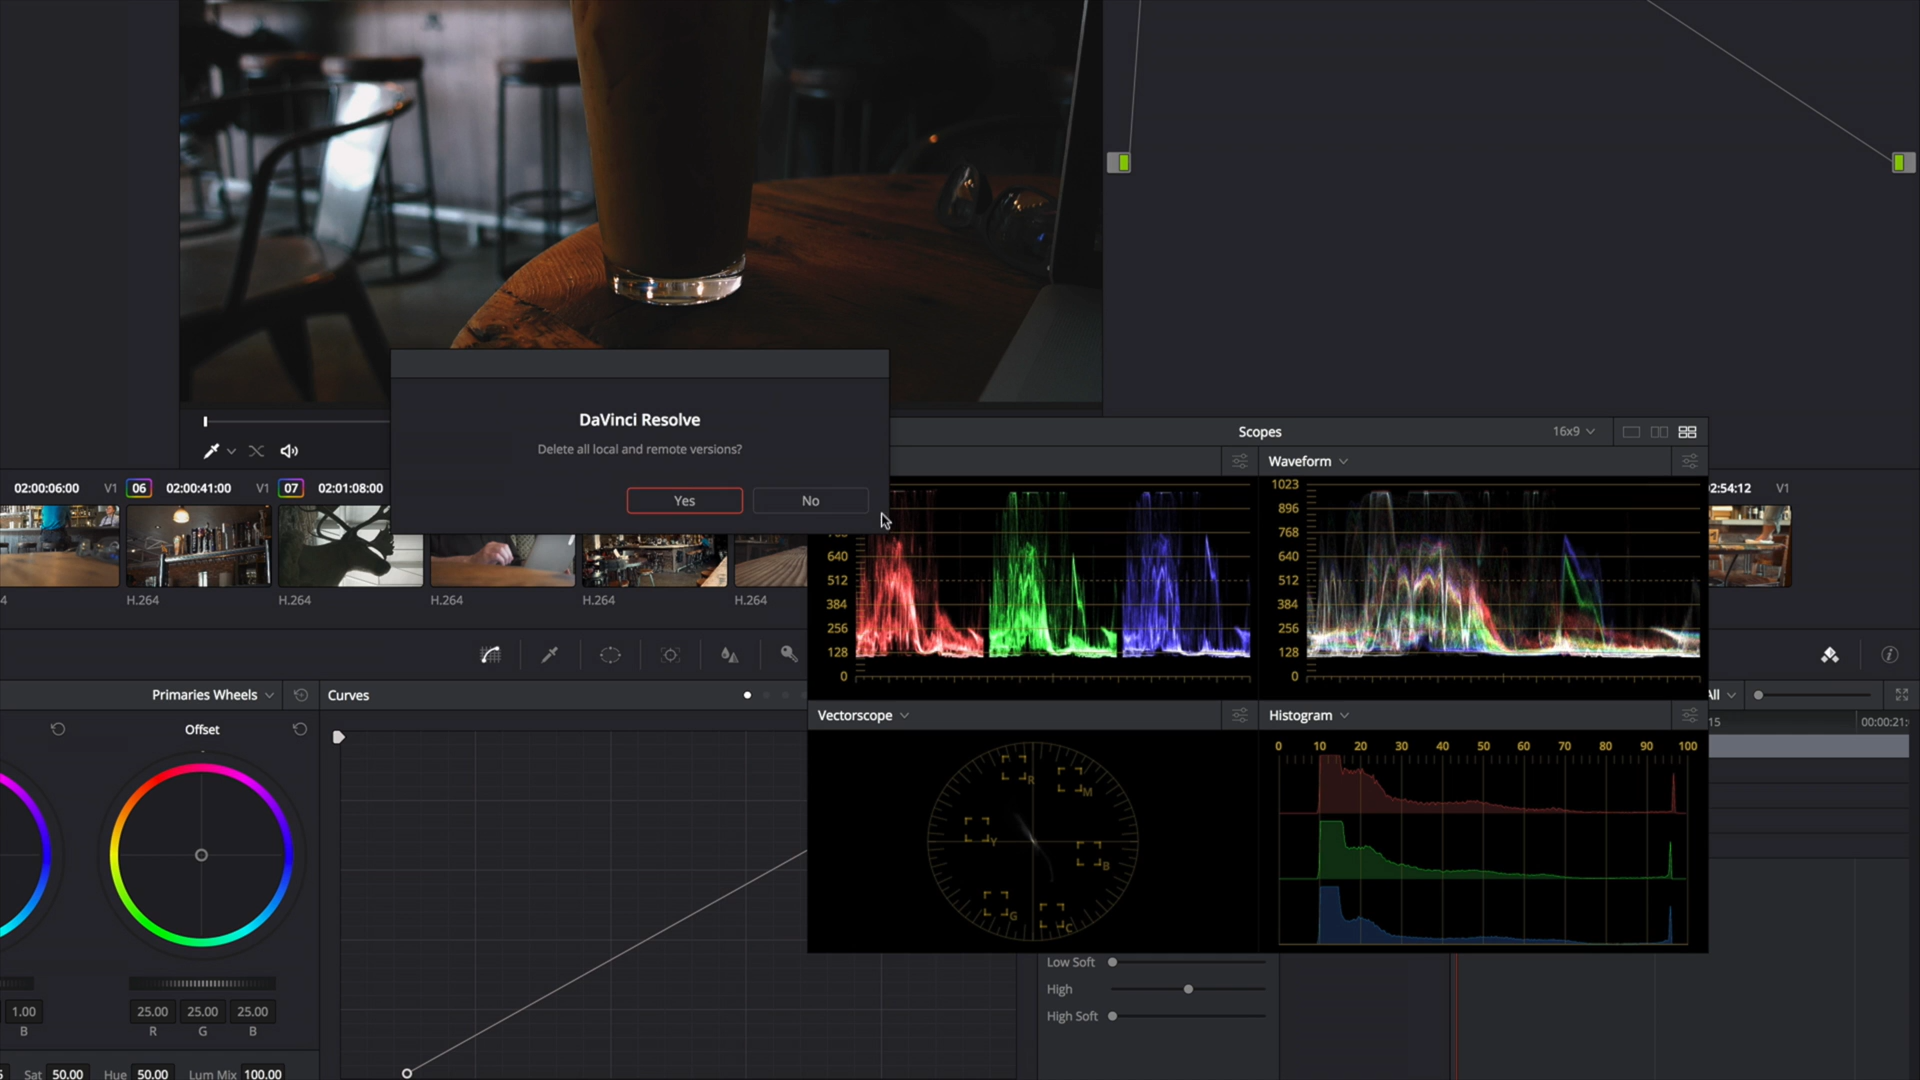 Scopes
16x9
Waveform
1023
896
768
640
512
384
256
128
0
640
512
384
256
128
0
DaVinci Resolve
Delete all local and remote versions?
Yes
No
02:00:06:00
V1
06
02:00:41:00
V1
07
02:01:08:00
2:54:12
V1
4
H.264
H.264
H.264
H.264
H.264
Primaries Wheels
Curves
Offset
All
15
00:00:21:
Vectorscope
R
M
Y
B
G
C
Histogram
0 10 20 30 40 50 60 70 80 90 100
Low Soft
High
High Soft
1.00
25.00 25.00 25.00
B
R G B
Sat 50.00 Hue 50.00 Lum Mix 100.00